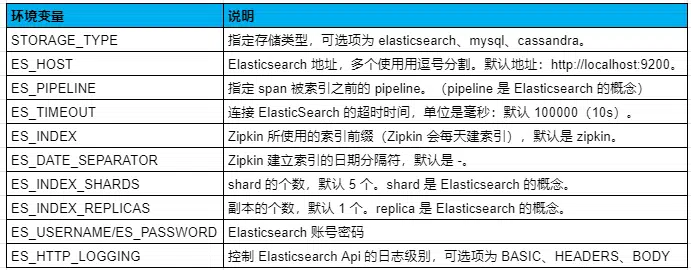 环境变量 说明
STORAGE_TYPE 指定存储类型，可选项为 elasticsearch、mysql、cassandra。
ES_HOST Elasticsearch 地址，多个使用用逗号分割。默认地址：http://localhost:9200。
ES_PIPELINE 指定 span 被索引之前的 pipeline。（pipeline 是 Elasticsearch 的概念）
ES_TIMEOUT 连接 ElasticSearch 的超时时间，单位是毫秒：默认 100000（10s）。
ES_INDEX Zipkin 所使用的索引前缀（Zipkin 会每天建索引），默认是 zipkin。
ES_DATE_SEPARATOR Zipkin 建立索引的日期分隔符，默认是 -。
ES_INDEX_SHARDS shard 的个数，默认 5 个。shard 是 Elasticsearch 的概念。
ES_INDEX_REPLICAS 副本的个数，默认 1 个。replica 是 Elasticsearch 的概念。
ES_USERNAME/ES_PASSWORD Elasticsearch 账号密码
ES_HTTP_LOGGING 控制 Elasticsearch Api 的日志级别，可选项为 BASIC、HEADERS、BODY